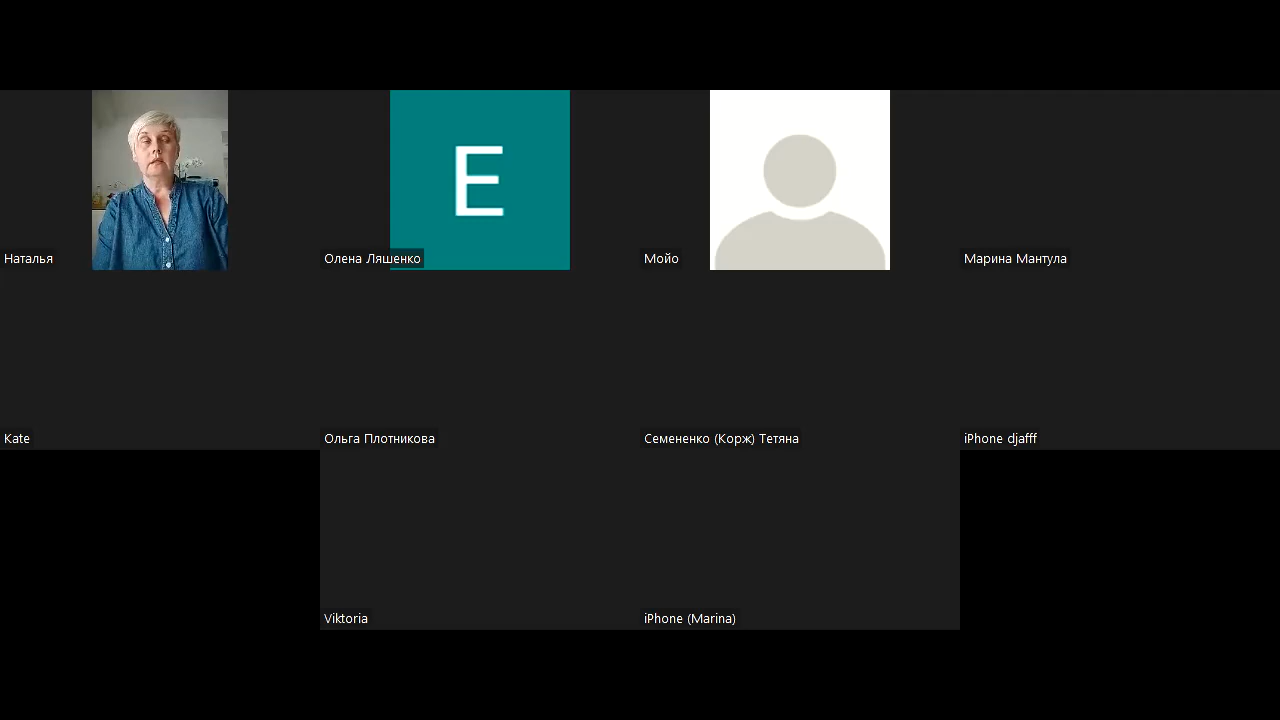 E
Наталья
Олена Ляшенко
Мойо
Марина Мантула
Kate
Ольга Плотникова
Семененко (Корж) Тетяна
iPhone djafff
Viktoria
iPhone (Marina)